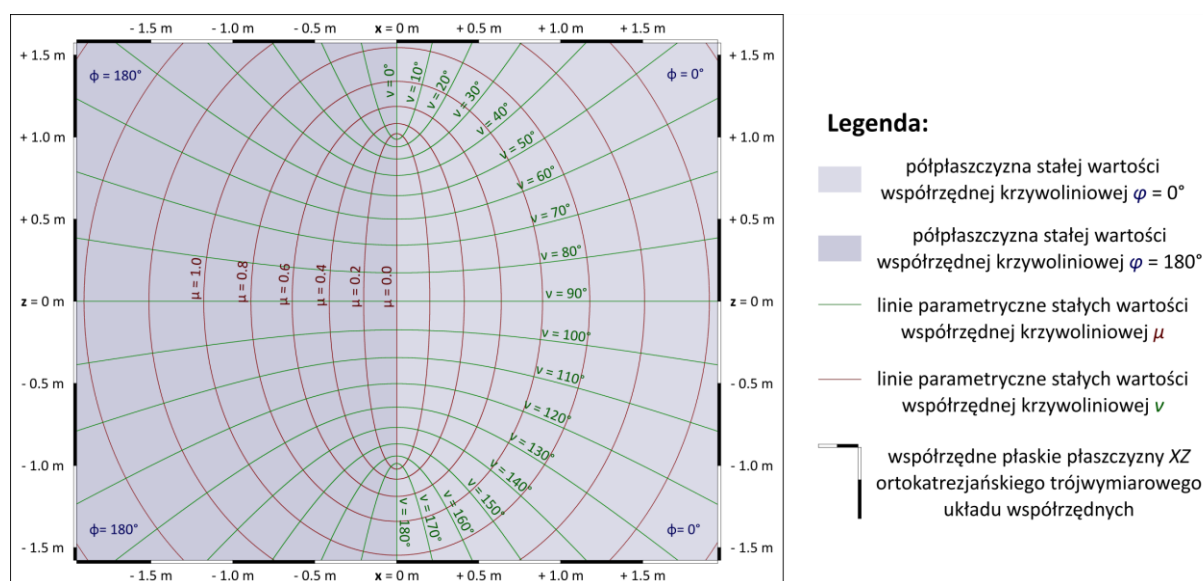 - 1.5 m
- 1.0 m
- 0.5 m
x = 0 m
+ 0.5 m
+ 1.0 m
+ 1.5 m
+ 1.5 m
+ 1.0 m
+ 0.5 m
z = 0 m
- 0.5 m
- 1.0 m
- 1.5 m
ϕ = 180°
ϕ= 0°
ν = 0°
ν = 10°
ν = 20°
ν = 30°
ν = 40°
ν = 50°
ν = 60°
ν = 70°
ν = 80°
ν = 90°
ν = 100°
ν = 110°
ν = 120°
ν = 130°
ν = 140°
ν = 150°
ν = 160°
ν = 170°
ν = 180°
μ = 1.0
μ = 0.8
μ = 0.6
μ = 0.4
μ = 0.2
μ = 0.0
ϕ= 180°
ϕ= 0°
+ 1.5 m
+ 1.0 m
+ 0.5 m
z = 0 m
- 0.5 m
- 1.0 m
- 1.5 m
- 1.5 m
- 1.0 m
- 0.5 m
x = 0 m
+ 0.5 m
+ 1.0 m
+ 1.5 m
Legenda:
półpłaszczyzna stałej wartości
współrzędnej krzywoliniowej φ = 0°
półpłaszczyzna stałej wartości
współrzędnej krzywoliniowej φ = 180°
linie parametryczne stałych wartości
współrzędnej krzywoliniowej μ
linie parametryczne stałych wartości
współrzędnej krzywoliniowej ν
współrzędne płaskie płaszczyzny XZ
ortokatrezjańskiego trójwymiarowego
układu współrzędnych